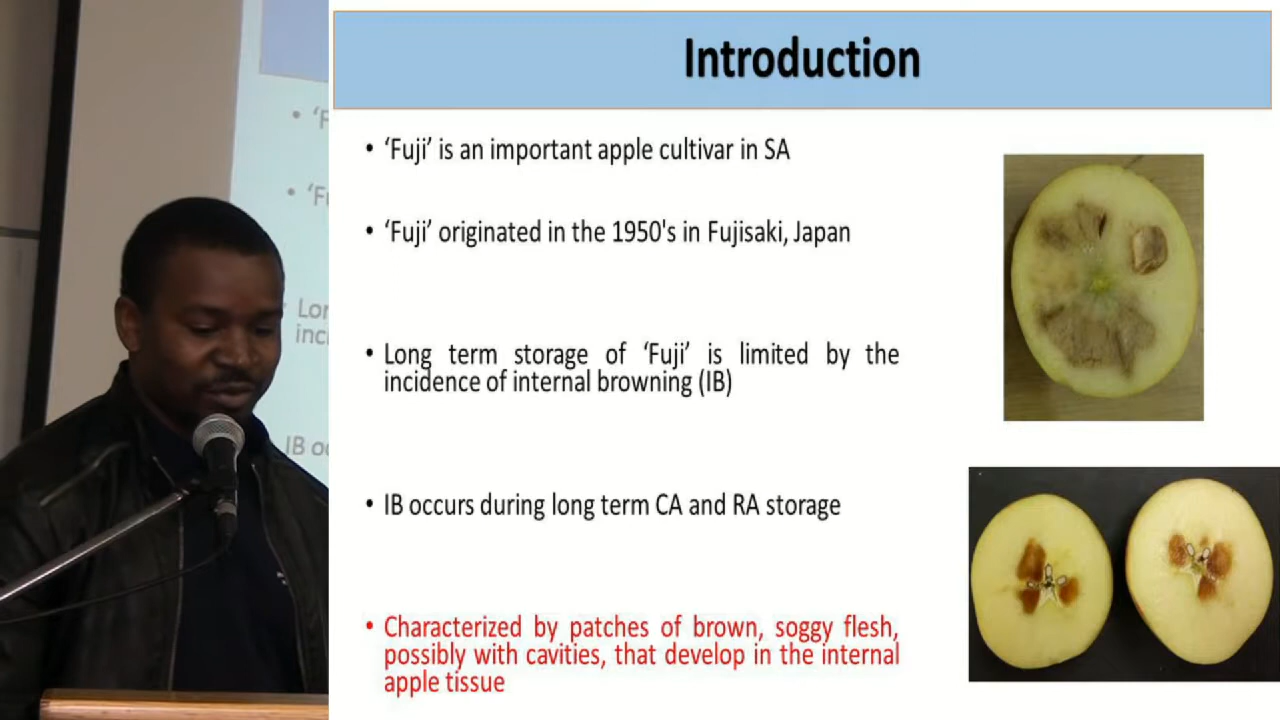 Introduction
• ‘Fuji’ is an important apple cultivar in SA
• ‘Fuji’ originated in the 1950's in Fujisaki, Japan
• Long term storage of ‘Fuji’ is limited by the
incidence of internal browning (IB)
• IB occurs during long term CA and RA storage
• Characterized by patches of brown, soggy flesh,
possibly with cavities, that develop in the internal
apple tissue